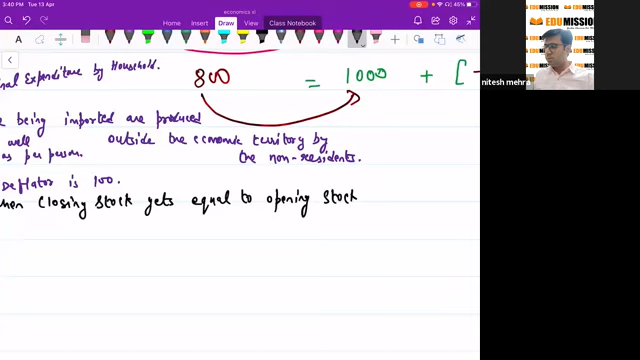 3:40 PM Tue 13 Apr
economics xi
45%
Home Insert Draw View Class Notebook
EDUMISSION
nitesh mehra
Expenditure by Household.
800 = 1000 + [ -
being imported are produced
well outside the economic territory by
as per person. the non-residents.
Deflator is 100.
Closing stock gets equal to opening stock